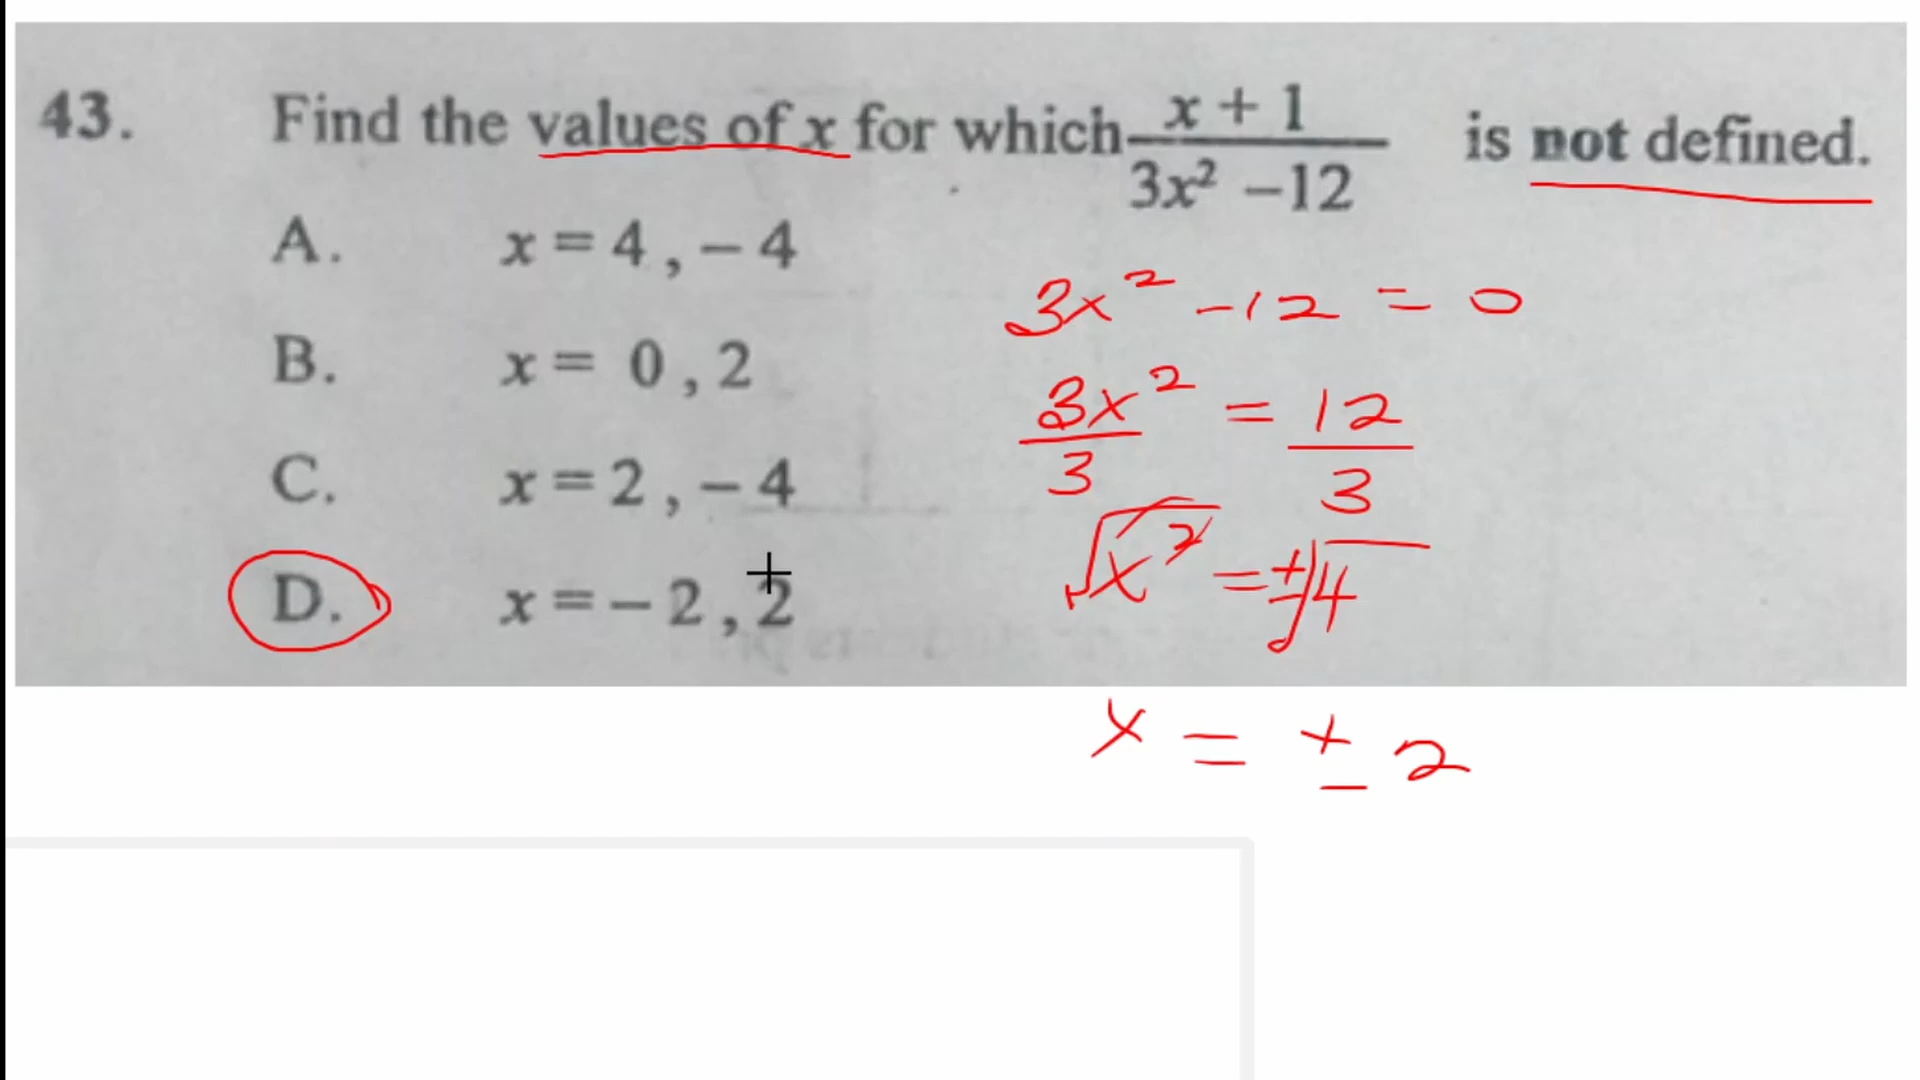 43. Find the values of x for which x + 1 / 3x² – 12 is not defined.
A. x = 4 , – 4
B. x = 0 , 2
C. x = 2 , – 4
D. x = – 2 , 2
3x² - 12 = 0
3x² / 3 = 12 / 3
√x² = ±√4
x = ± 2